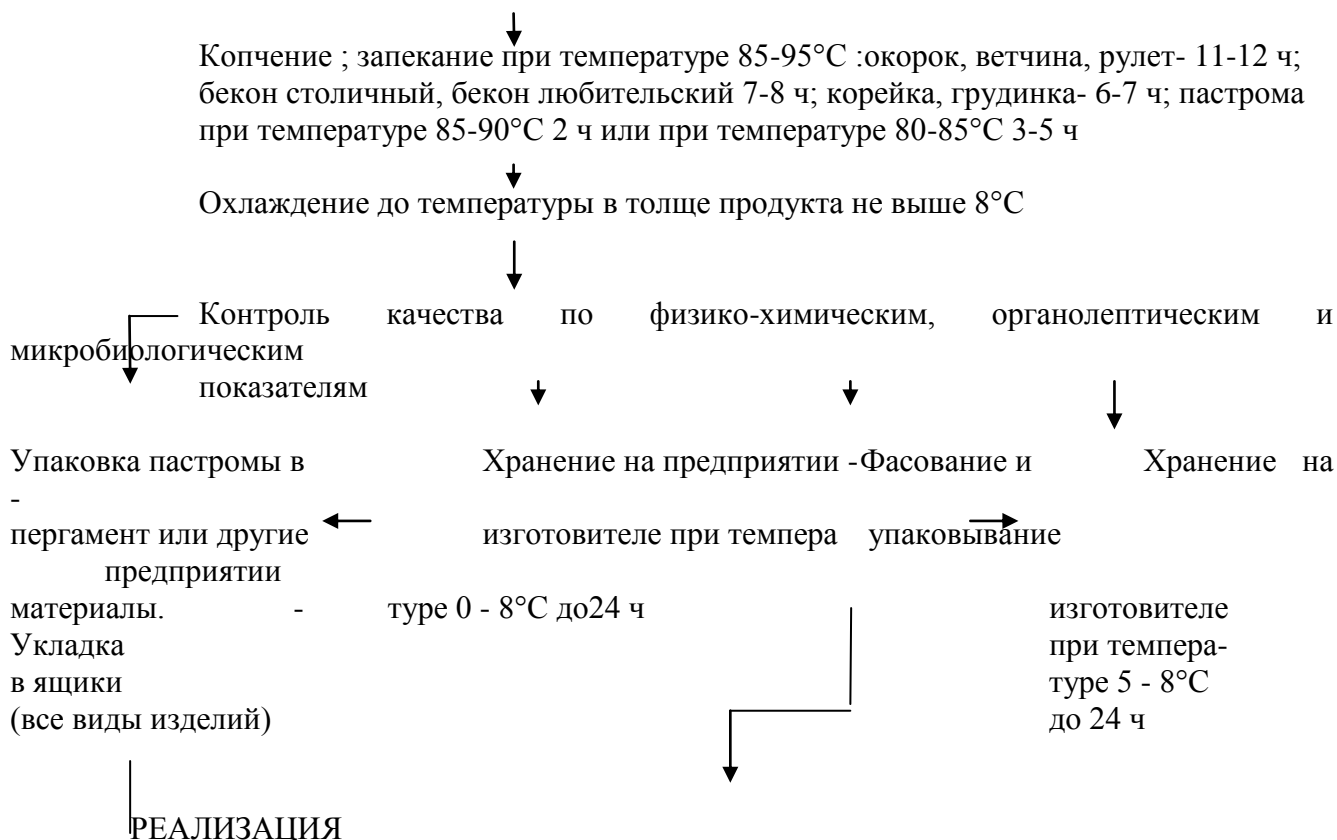 Копчение ; запекание при температуре 85-95°С :окорок, ветчина, рулет- 11-12 ч;
бекон столичный, бекон любительский 7-8 ч; корейка, грудинка- 6-7 ч; пастрома
при температуре 85-90°С 2 ч или при температуре 80-85°С 3-5 ч
Охлаждение до температуры в толще продукта не выше 8°С
Контроль качества по физико-химическим, органолептическим и
микробиологическим
показателям
Упаковка пастромы в Хранение на предприятии -Фасование и Хранение на
-
пергамент или другие изготовителе при темпера упаковывание
предпритии
материалы. - туре 0 - 8°С до24 ч изготовителе
Укладка при темпера-
в ящики туре 5 - 8°С
(все виды изделий) до 24 ч
РЕАЛИЗАЦИЯ